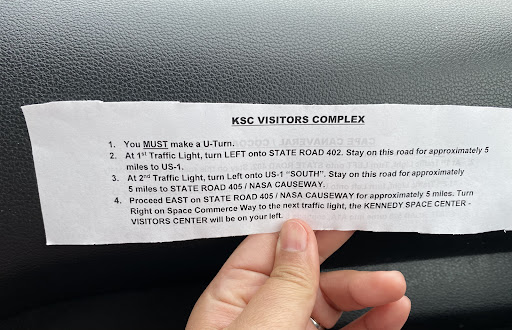 KSC VISITORS COMPLEX
1. You MUST make a U-Turn.
2. At 1st Traffic Light, turn LEFT onto STATE ROAD 402. Stay on this road for approximately 5
miles to US-1.
3. At 2nd Traffic Light, turn Left onto US-1 "SOUTH". Stay on this road for approximately
5 miles to STATE ROAD 405 / NASA CAUSEWAY.
4. Proceed EAST on STATE ROAD 405 / NASA CAUSEWAY for approximately 5 miles. Turn
Right on Space Commerce Way to the next traffic light, the KENNEDY SPACE CENTER -
VISITORS CENTER will be on your left.